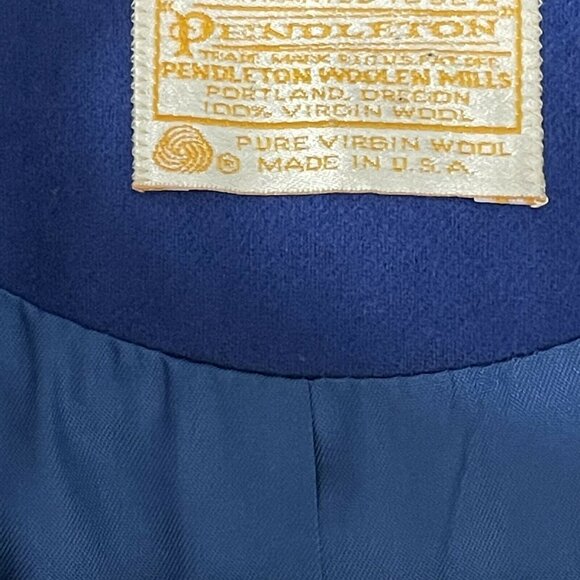 PENDLETON
TRADE MARK REG. U.S. PAT. OFF.
PENDLETON WOOLEN MILLS
PORTLAND, OREGON
100% VIRGIN WOOL
PURE VIRGIN WOOL
® MADE IN U.S.A.